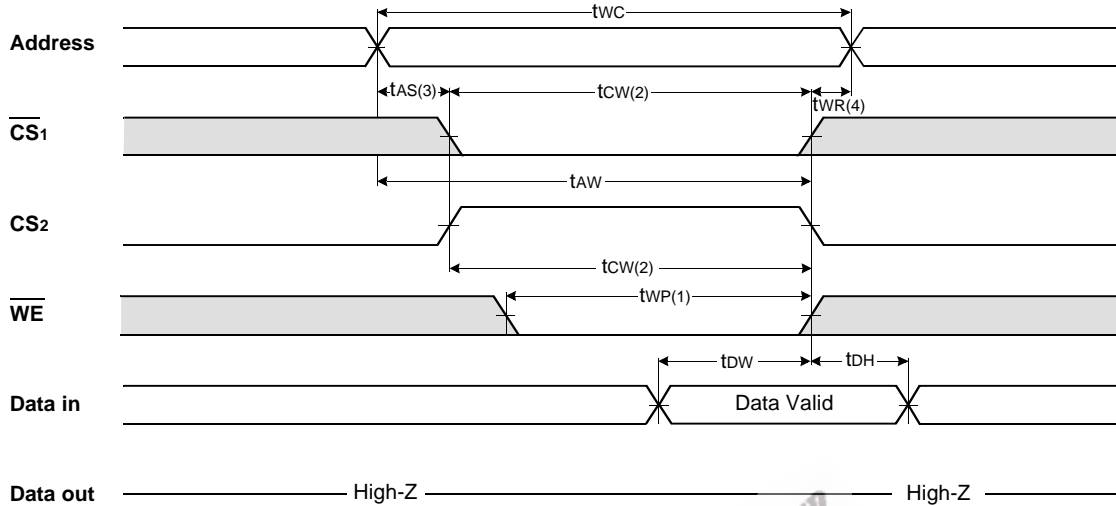 tWC
Address
tAS(3) tCW(2) tWR(4)
CS1
tAW
CS2
tCW(2)
tWP(1)
WE
tDW tDH
Data in Data Valid
Data out High-Z High-Z